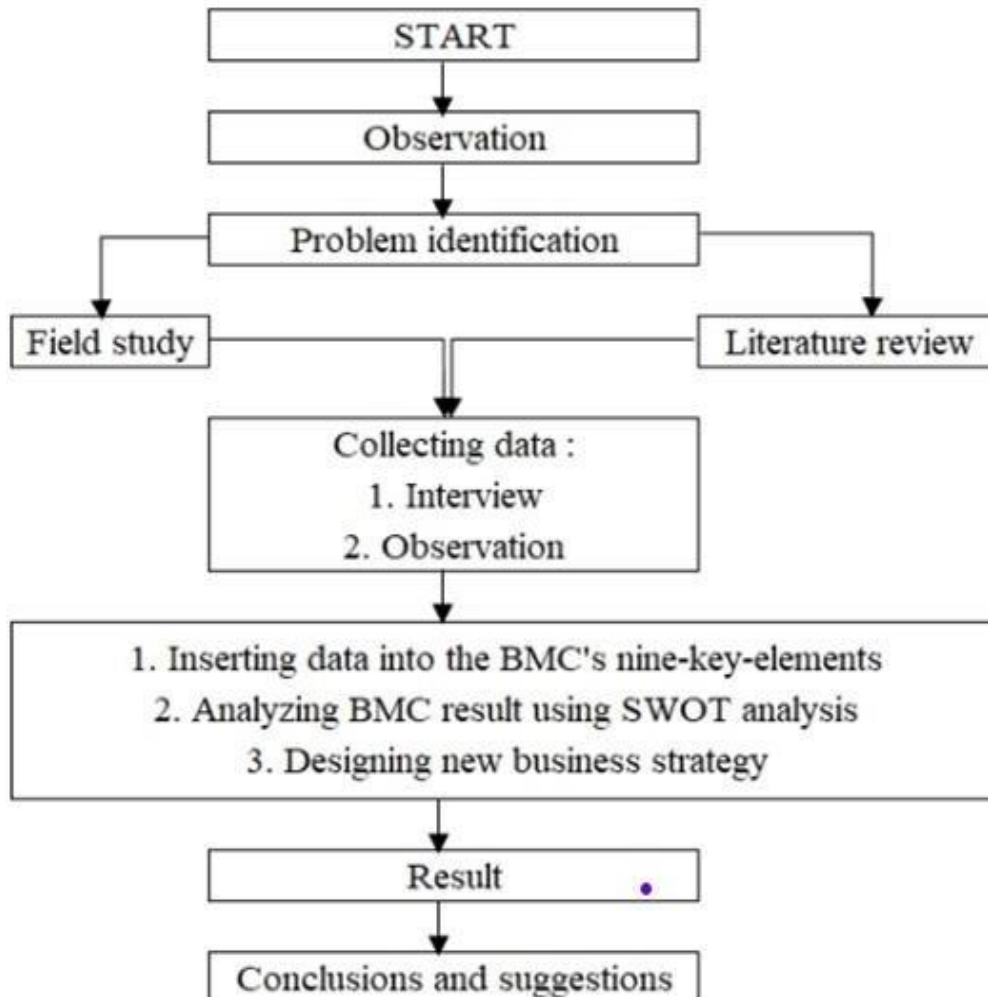 START
Observation
Problem identification
Field study
Literature review
Collecting data :
1. Interview
2. Observation
1. Inserting data into the BMC's nine-key-elements
2. Analyzing BMC result using SWOT analysis
3. Designing new business strategy
Result
Conclusions and suggestions